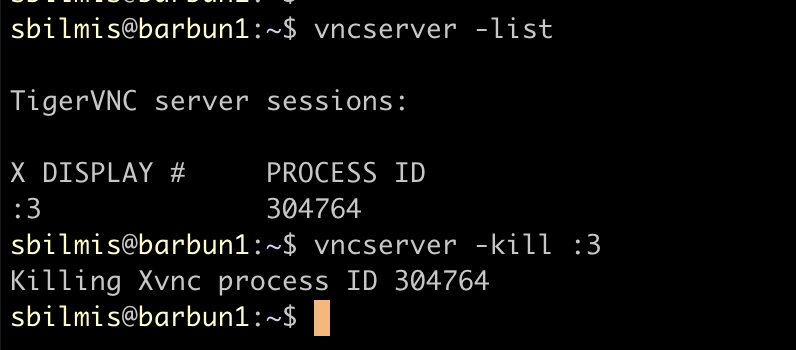 sbilmis@barbun1:~$ vncserver -list
TigerVNC server sessions:
X DISPLAY # PROCESS ID
:3 304764
sbilmis@barbun1:~$ vncserver -kill :3
Killing Xvnc process ID 304764
sbilmis@barbun1:~$